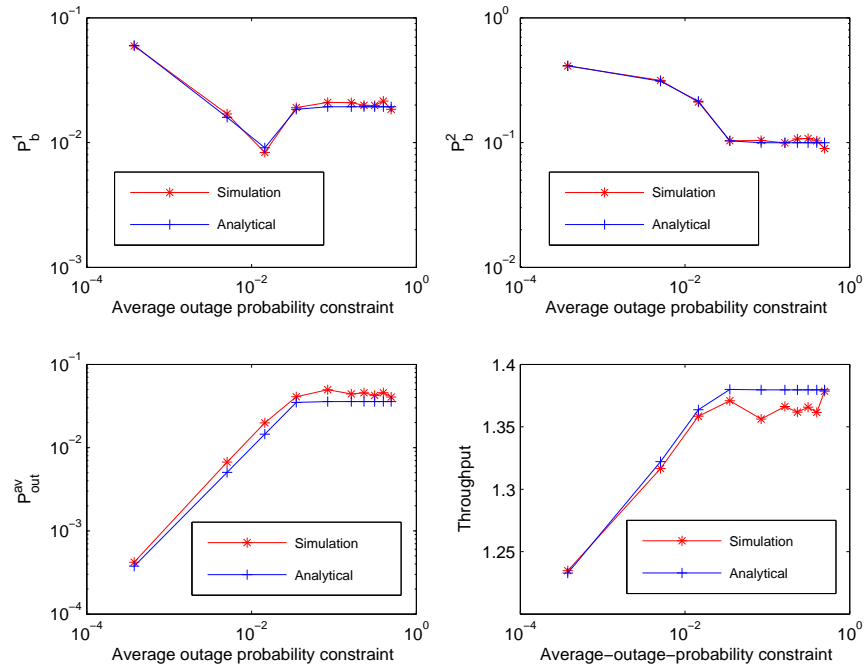 10^-1
10^-2
10^-3
P_b^1
Simulation
Analytical
10^-4
10^-2
10^0
Average outage probability constraint
10^0
10^-1
10^-2
P_b^2
Simulation
Analytical
10^-4
10^-2
10^0
Average outage probability constraint
10^-1
10^-2
10^-3
10^-4
P_out^av
Simulation
Analytical
10^-4
10^-2
10^0
Average outage probability constraint
1.4
1.35
1.3
1.25
Throughput
Simulation
Analytical
10^-4
10^-2
10^0
Average-outage-probability constraint